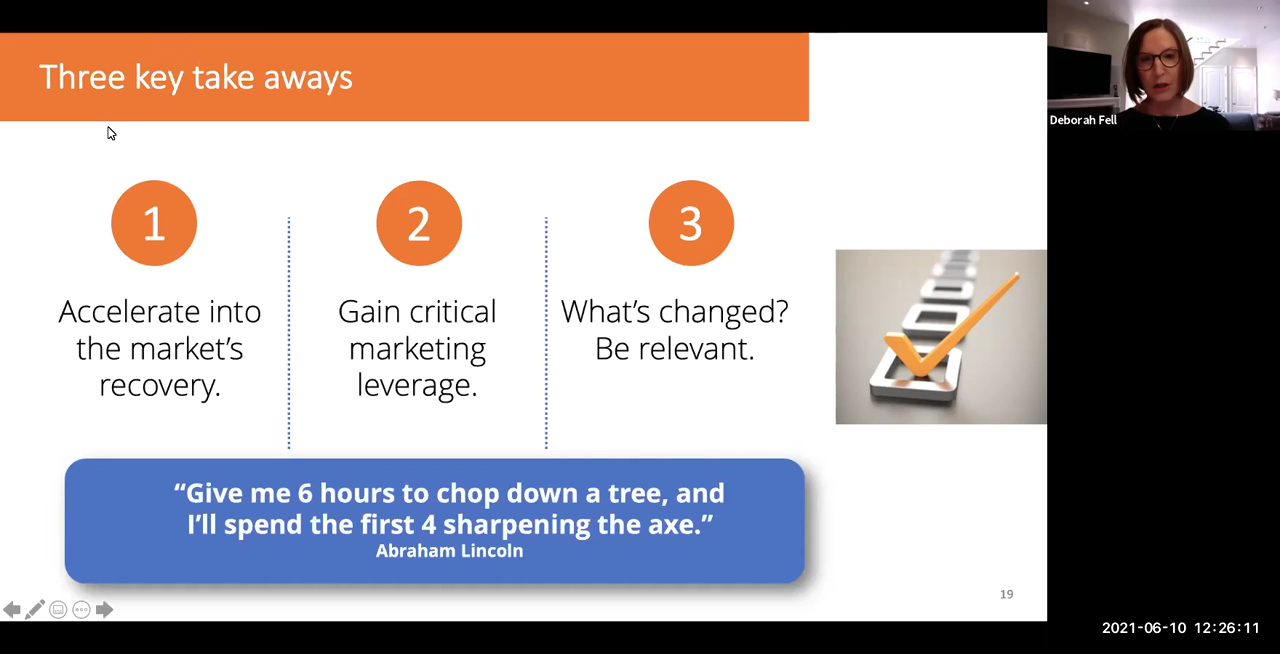 Three key take aways
1
Accelerate into
the market’s
recovery.
2
Gain critical
marketing
leverage.
3
What’s changed?
Be relevant.
“Give me 6 hours to chop down a tree, and
I’ll spend the first 4 sharpening the axe.”
Abraham Lincoln
19
Deborah Fell
2021-06-10 12:26:11